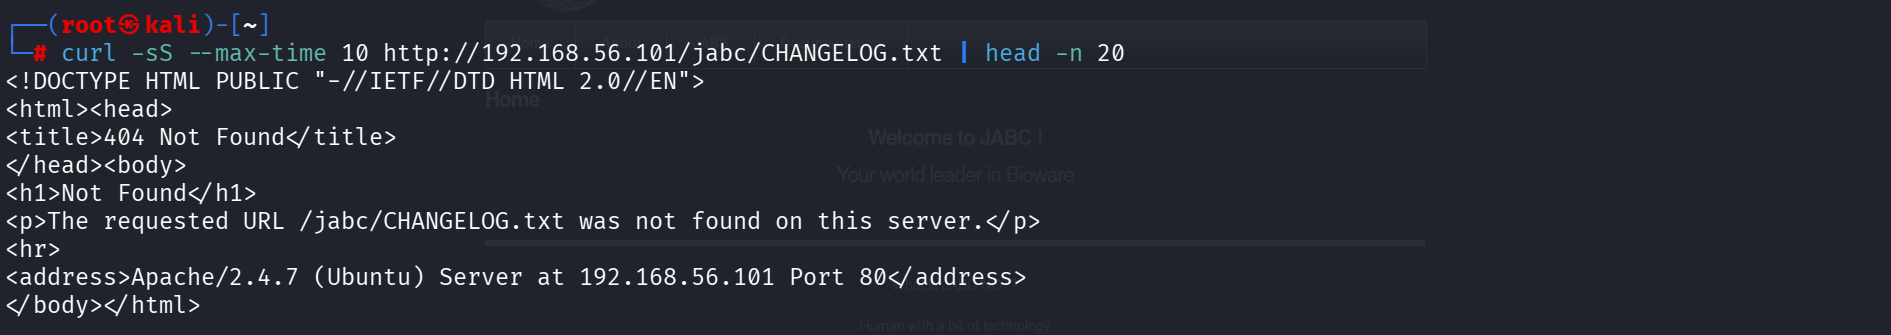 ┌──(root㉿kali)-[~]
└─# curl -sS --max-time 10 http://192.168.56.101/jabc/CHANGELOG.txt | head -n 20
<!DOCTYPE HTML PUBLIC "-//IETF//DTD HTML 2.0//EN">
<html><head>
Home
<title>404 Not Found</title>
Welcome to JABC !
</head><body>
Your world leader in Bioware
<h1>Not Found</h1>
<p>The requested URL /jabc/CHANGELOG.txt was not found on this server.</p>
<hr>
<address>Apache/2.4.7 (Ubuntu) Server at 192.168.56.101 Port 80</address>
</body></html>
Human with a bit of technology